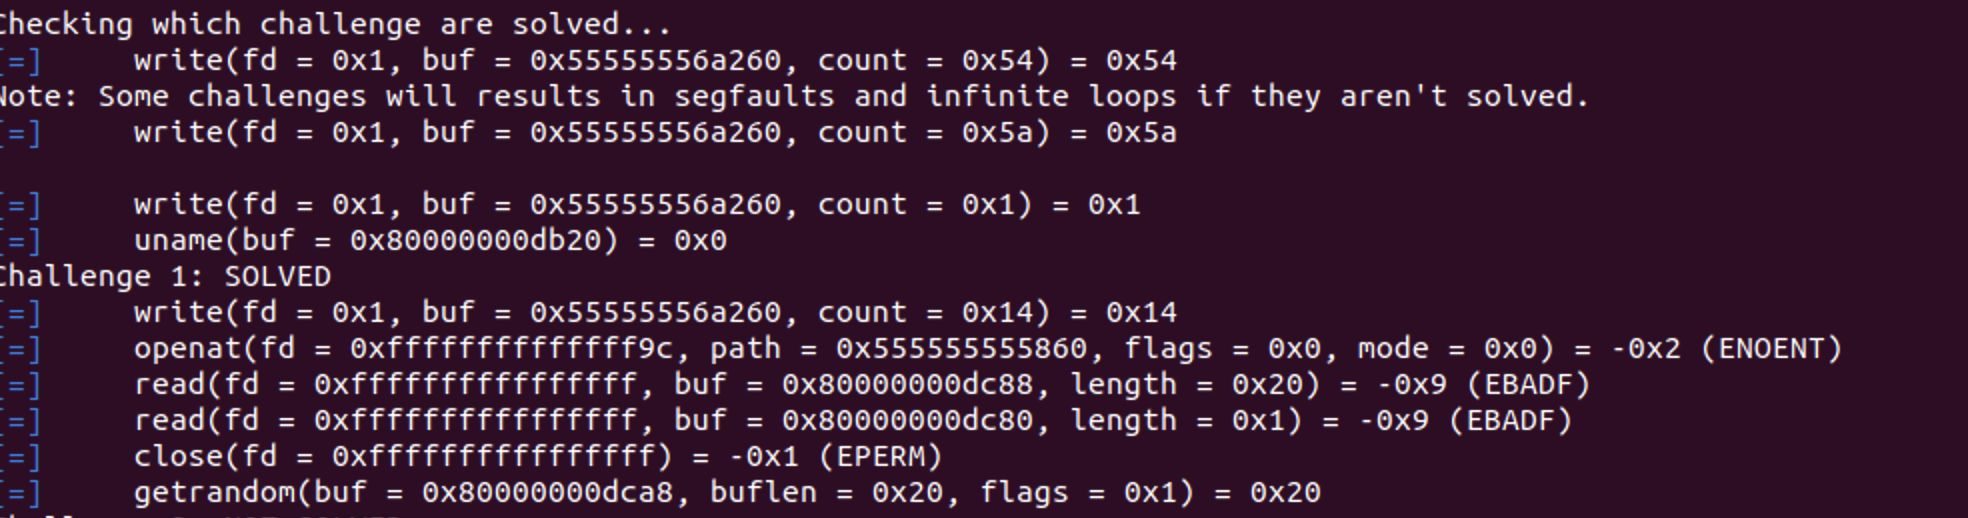 Checking which challenge are solved...
[=]     write(fd = 0x1, buf = 0x55555556a260, count = 0x54) = 0x54
Note: Some challenges will results in segfaults and infinite loops if they aren't solved.
[=]     write(fd = 0x1, buf = 0x55555556a260, count = 0x5a) = 0x5a
[=]     write(fd = 0x1, buf = 0x55555556a260, count = 0x1) = 0x1
[=]     uname(buf = 0x80000000db20) = 0x0
Challenge 1: SOLVED
[=]     write(fd = 0x1, buf = 0x55555556a260, count = 0x14) = 0x14
[=]     openat(fd = 0xffffffffffffff9c, path = 0x555555555860, flags = 0x0, mode = 0x0) = -0x2 (ENOENT)
[=]     read(fd = 0xffffffffffffffff, buf = 0x80000000dc88, length = 0x20) = -0x9 (EBADF)
[=]     read(fd = 0xffffffffffffffff, buf = 0x80000000dc80, length = 0x1) = -0x9 (EBADF)
[=]     close(fd = 0xffffffffffffffff) = -0x1 (EPERM)
[=]     getrandom(buf = 0x80000000dca8, buflen = 0x20, flags = 0x1) = 0x20